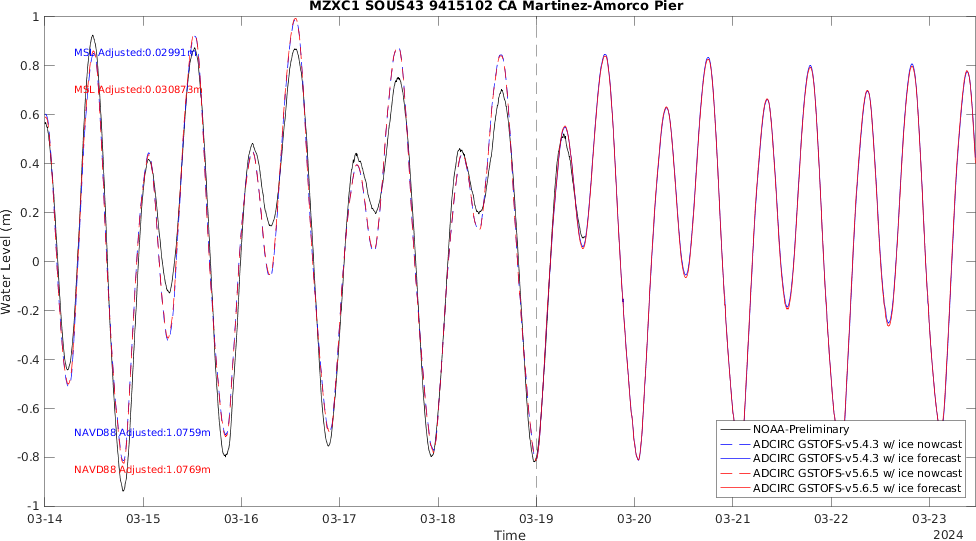 MZXC1 SOUS43 9415102 CA Martinez-Amorco Pier
1
0.8
0.6
0.4
0.2
0
-0.2
-0.4
-0.6
-0.8
-1
Water Level (m)
MSL Adjusted:0.02991m
MSL Adjusted:0.030873m
NAVD88 Adjusted:1.0759m
NAVD88 Adjusted:1.0769m
NOAA-Preliminary
ADCIRC GSTOFS-v5.4.3 w/ ice nowcast
ADCIRC GSTOFS-v5.4.3 w/ ice forecast
ADCIRC GSTOFS-v5.6.5 w/ ice nowcast
ADCIRC GSTOFS-v5.6.5 w/ ice forecast
03-14 03-15 03-16 03-17 03-18 03-19 03-20 03-21 03-22 03-23
Time
2024